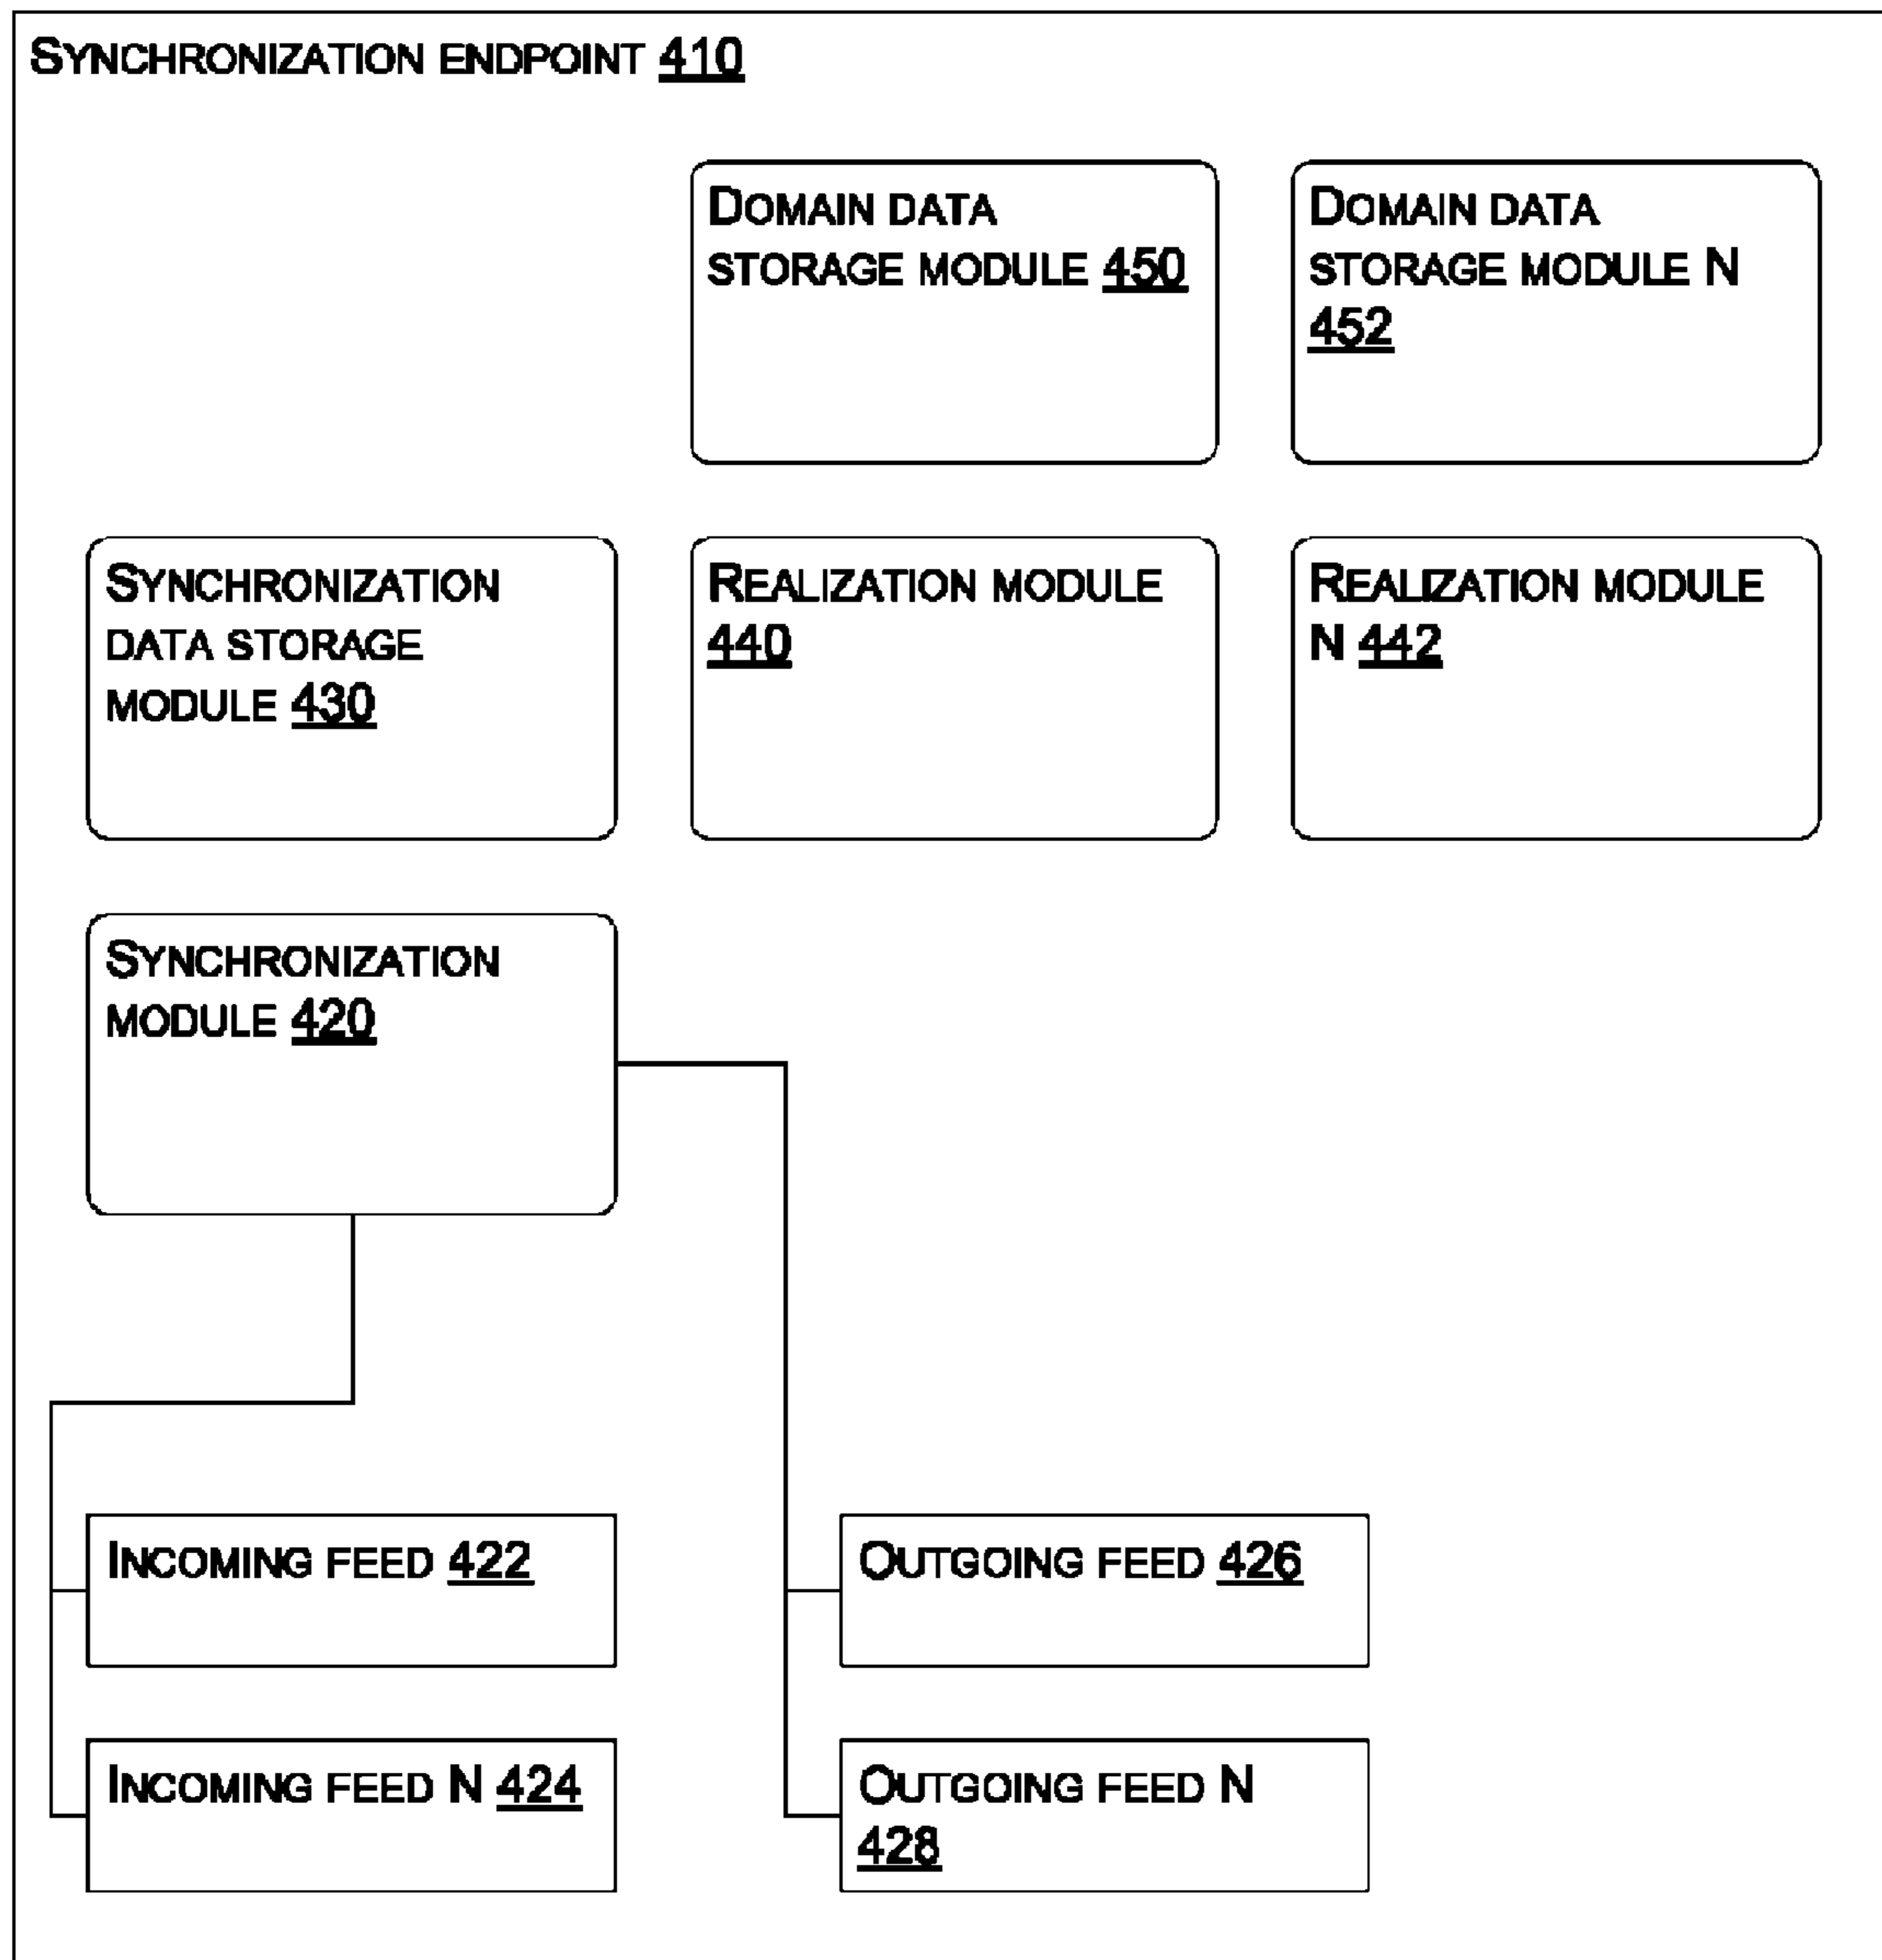 SYNCHRONIZATION ENDPOINT 410
DOMAIN DATA
STORAGE MODULE 450
DOMAIN DATA
STORAGE MODULE N
452
SYNCHRONIZATION
DATA STORAGE
MODULE 430
REALIZATION MODULE
440
REALIZATION MODULE
N 442
SYNCHRONIZATION
MODULE 420
INCOMING FEED 422
OUTGOING FEED 426
INCOMING FEED N 424
OUTGOING FEED N
428